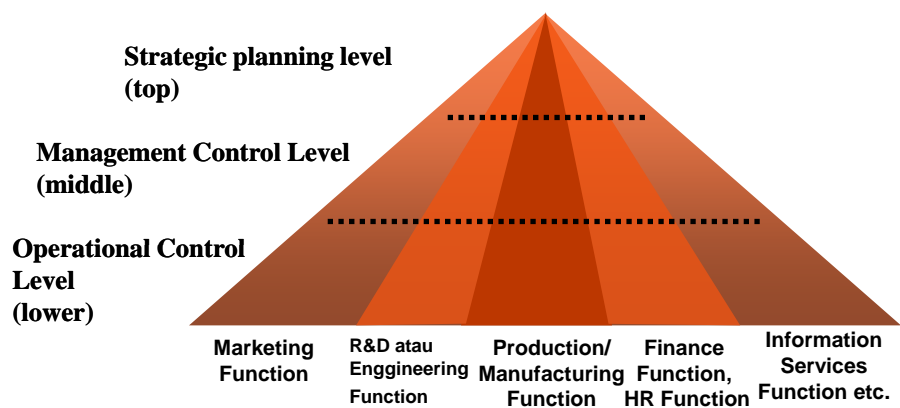 Strategic planning level
(top)
Management Control Level
(middle)
Operational Control
Level
(lower)
Marketing
Function
R&D atau
Enggineering
Function
Production/
Manufacturing
Function
Finance
Function,
HR Function
Information
Services
Function etc.